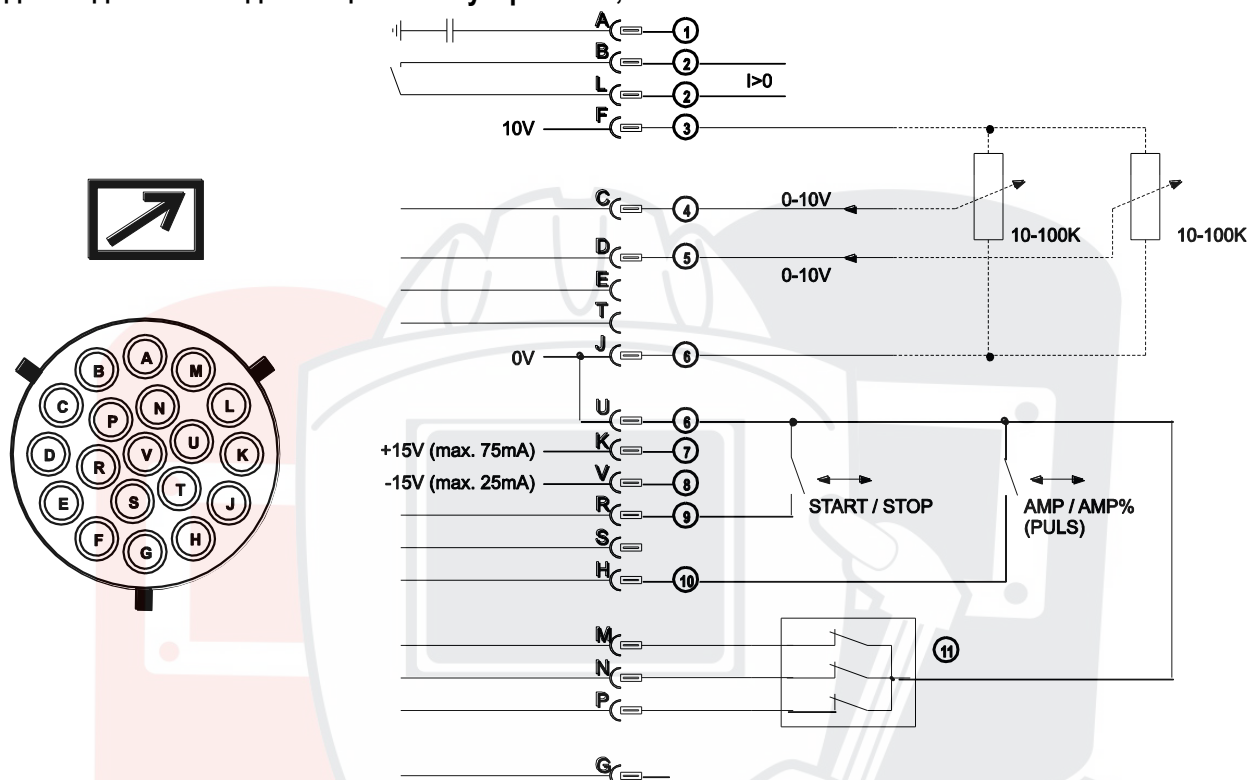 A 1
B 2
I>0
L 2
F
10V 3
C 4 0-10V
10-100K 10-100K
D 5
0-10V
E
T
J
0V 6
U 6
K
+15V (max. 75mA) 7
V
-15V (max. 25mA) 8
R 9
START / STOP
AMP / AMP%
(PULS)
S
H 10
M
11
N
P
G
A
B M
C N L
P
D V U K
R
E S T J
F G H